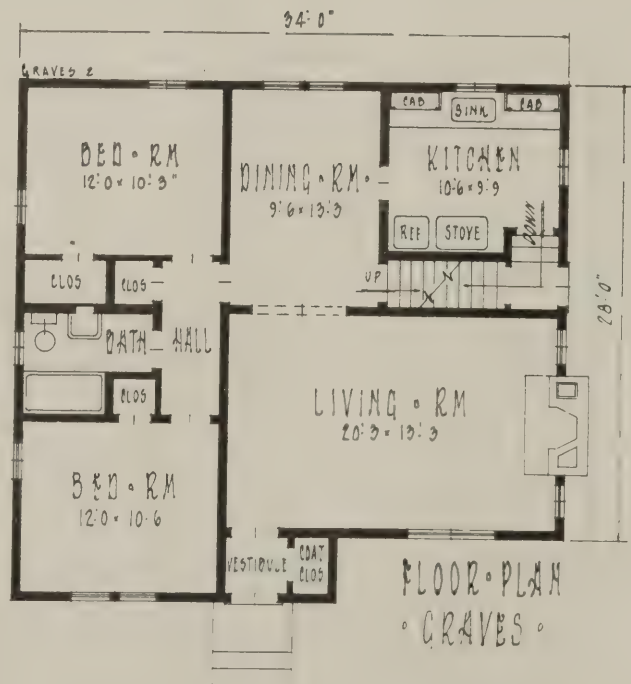 34'-0"
GRAVES 2
BED·RM
12'·0 × 10'·3"
DINING·RM·
9'·6 × 13'·3
CAB
SINK
CAB
KITCHEN
10'·6 × 9'·9
REF
STOVE
DOWN
UP
28'·0"
CLOS
CLOS
BATH
HALL
CLOS
LIVING·RM
20'·3 × 13'·3
BED·RM
12'·0 × 10'·6
VESTIBULE
COAT
CLOS
FLOOR·PLAN
·GRAVES·